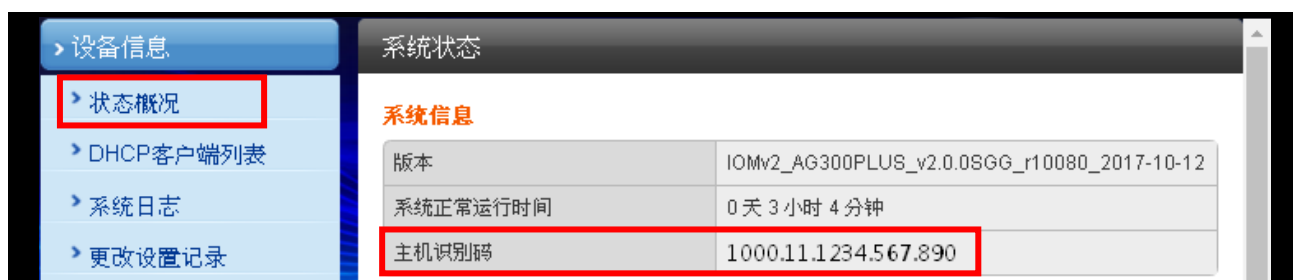 设备信息
状态概况
DHCP客户端列表
系统日志
更改设置记录
系统状态
系统信息
版本 IOMv2_AG300PLUS_v2.0.0SGG_r10080_2017-10-12
系统正常运行时间 0 天 3 小时 4 分钟
主机识别码 1000.11.1234.567.890